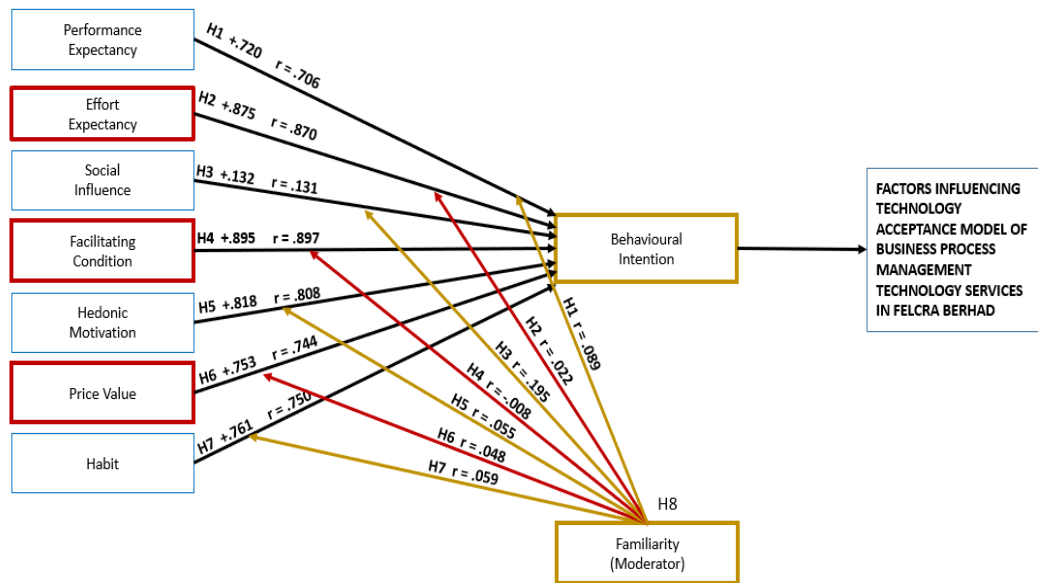 Performance
Expectancy
H1 +.720 r = .706
Effort
Expectancy
H2 +.875 r = .870
Social
Influence
H3 +.132 r = .131
Facilitating
Condition
H4 +.895 r = .897
Hedonic
Motivation
H5 +.818 r = .808
Price Value
H6 +.753 r = .744
Habit
H7 +.761 r = .750
Behavioural
Intention
FACTORS INFLUENCING
TECHNOLOGY
ACCEPTANCE MODEL OF
BUSINESS PROCESS
MANAGEMENT
TECHNOLOGY SERVICES
IN FELCRA BERHAD
H1 r = .089
H2 r = .022
H3 r = .195
H4 r = -.008
H5 r = .055
H6 r = .048
H7 r = .059
H8
Familiarity
(Moderator)